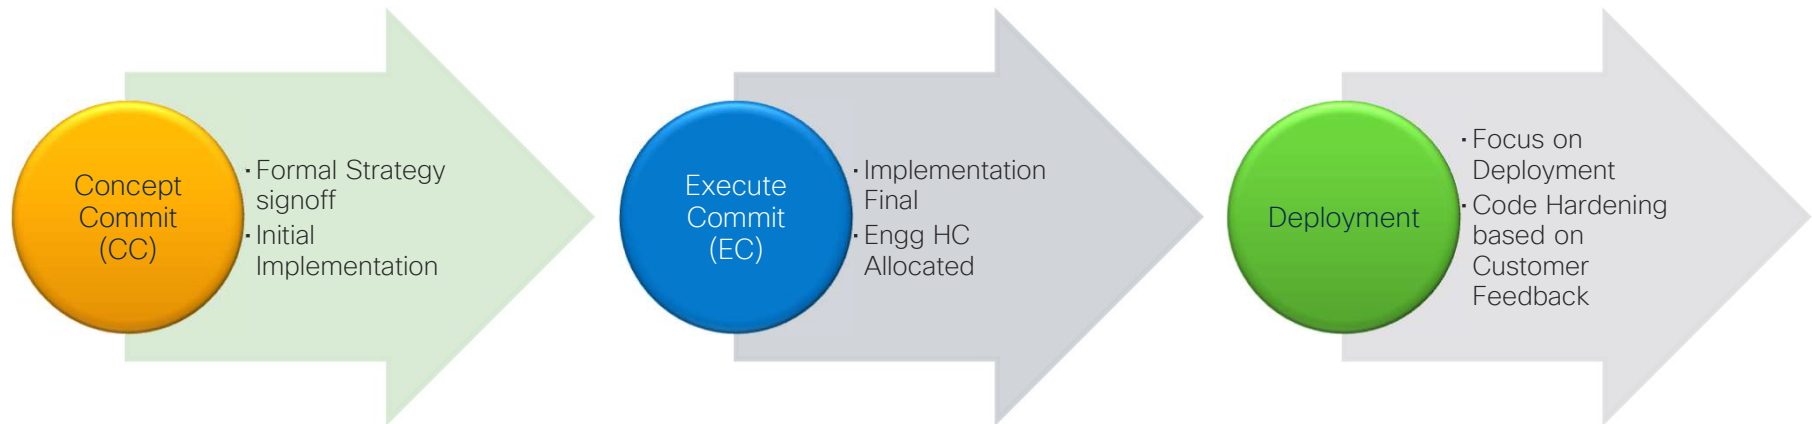 Concept
Commit
(CC)
· Formal Strategy
signoff
· Initial
Implementation
Execute
Commit
(EC)
· Implementation
Final
· Engg HC
Allocated
Deployment
· Focus on
Deployment
· Code Hardening
based on
Customer
Feedback